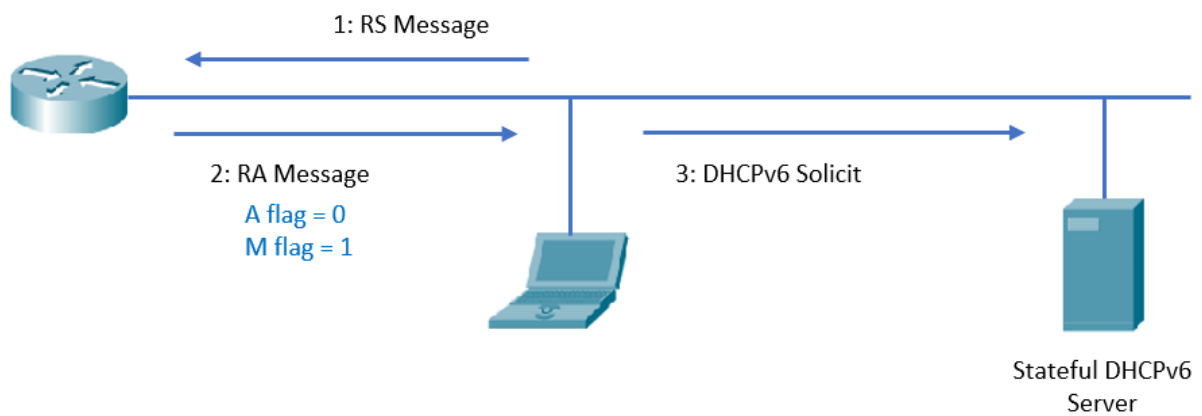 1: RS Message
2: RA Message
A flag = 0
M flag = 1
3: DHCPv6 Solicit
Stateful DHCPv6
Server